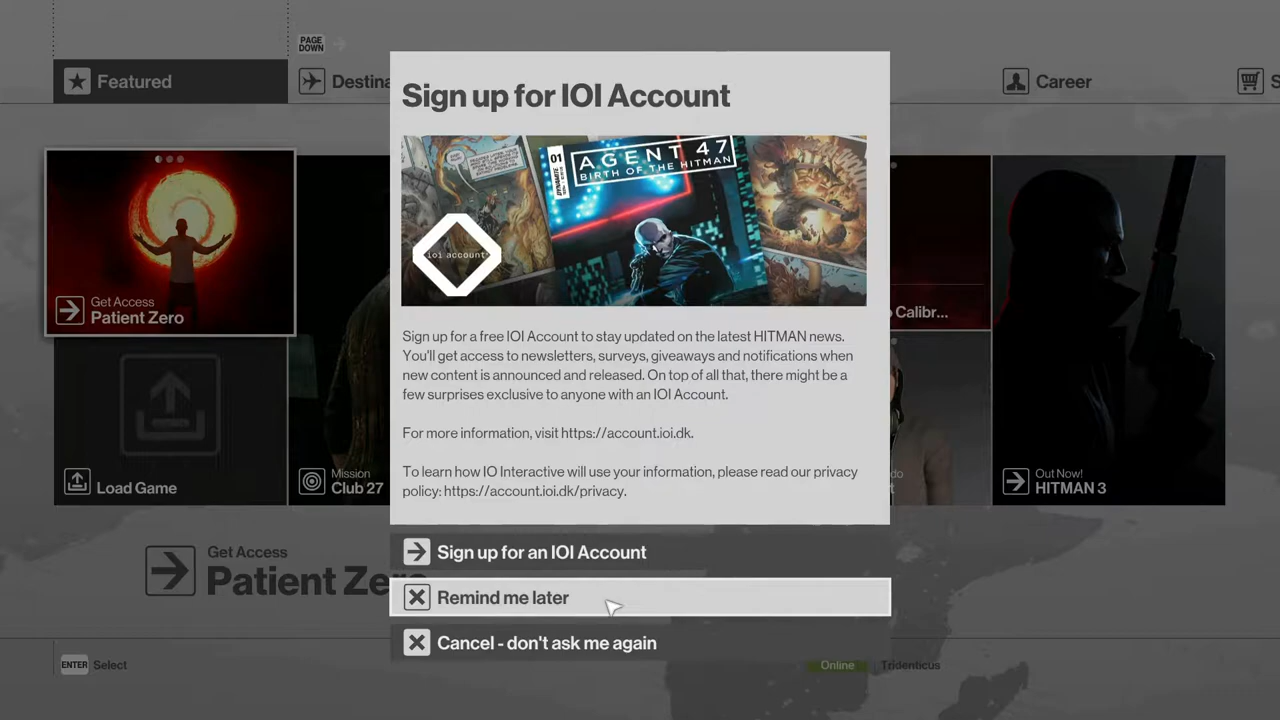 PAGE
DOWN
Featured
Destina
Career
S
Sign up for IOI Account
01
AGENT 47
BIRTH OF THE HITMAN
DYNAMITE
ioi account
Get Access
Patient Zero
Calibr...
Sign up for a free IOI Account to stay updated on the latest HITMAN news.
You'll get access to newsletters, surveys, giveaways and notifications when
new content is announced and released. On top of all that, there might be a
few surprises exclusive to anyone with an IOI Account.
For more information, visit https://account.ioi.dk.
To learn how IO Interactive will use your information, please read our privacy
policy: https://account.ioi.dk/privacy.
Load Game
Mission
Club 27
do
t
Out Now!
HITMAN 3
Get Access
Patient Zero
Sign up for an IOI Account
Remind me later
Cancel - don't ask me again
ENTER Select
Online
Tridenticus